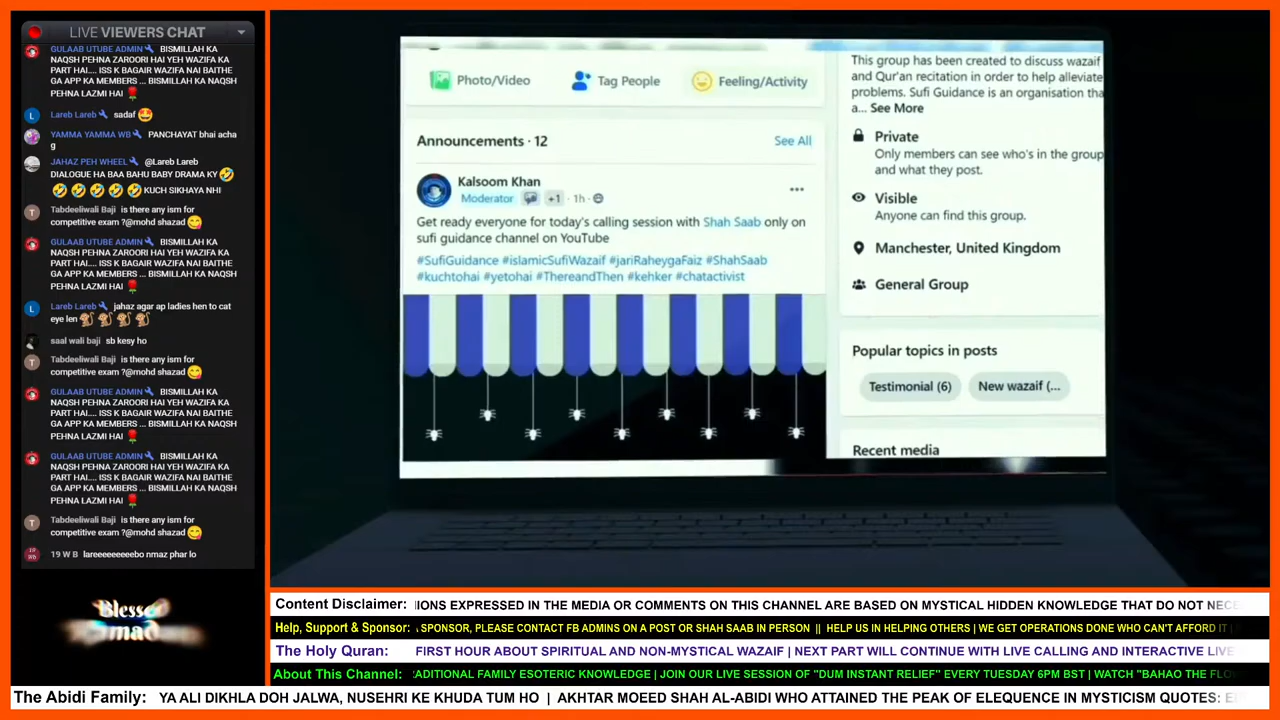 LIVE VIEWERS CHAT
GULAAB UTUBE ADMIN BISMILLAH KA
NAQSH PEHNA ZAROORI HAI YEH WAZIFA KA
PART HAI.... ISS K BAGAIR WAZIFA NAI BAITHE
GA APP KA MEMBERS ... BISMILLAH KA NAQSH
PEHNA LAZMI HAI 🌹
L Lareb Lareb sadaf 🤩
YAMMA YAMMA WB PANCHAYAT bhai acha
g
JAHAZ PEH WHEEL @Lareb Lareb
DIALOGUE HA BAA BAHU BABY DRAMA KY🤣
🤣🤣🤣🤣🤣KUCH SIKHAYA NHI
T Tabdeeliwali Baji is there any ism for
competitive exam ?@mohd shazad 😋
GULAAB UTUBE ADMIN BISMILLAH KA
NAQSH PEHNA ZAROORI HAI YEH WAZIFA KA
PART HAI.... ISS K BAGAIR WAZIFA NAI BAITHE
GA APP KA MEMBERS ... BISMILLAH KA NAQSH
PEHNA LAZMI HAI 🌹
L Lareb Lareb jahaz agar ap ladies hen to cat
eye len 🐒🐒🐒🐒
saal wali baji sb kesy ho
T Tabdeeliwali Baji is there any ism for
competitive exam ?@mohd shazad 😋
GULAAB UTUBE ADMIN BISMILLAH KA
NAQSH PEHNA ZAROORI HAI YEH WAZIFA KA
PART HAI.... ISS K BAGAIR WAZIFA NAI BAITHE
GA APP KA MEMBERS ... BISMILLAH KA NAQSH
PEHNA LAZMI HAI 🌹
GULAAB UTUBE ADMIN BISMILLAH KA
NAQSH PEHNA ZAROORI HAI YEH WAZIFA KA
PART HAI.... ISS K BAGAIR WAZIFA NAI BAITHE
GA APP KA MEMBERS ... BISMILLAH KA NAQSH
PEHNA LAZMI HAI 🌹
T Tabdeeliwali Baji is there any ism for
competitive exam ?@mohd shazad 😋
19 W B lareeeeeeeeebo nmaz phar lo
Photo/Video Tag People Feeling/Activity
Announcements · 12 See All
Kalsoom Khan
Moderator +1 · 1h ·
Get ready everyone for today's calling session with Shah Saab only on
sufi guidance channel on YouTube
#SufiGuidance #islamicSufiWazaif #jariRaheygaFaiz #ShahSaab
#kuchtohai #yetohai #ThereandThen #kehker #chatactivist
This group has been created to discuss wazaif
and Qur'an recitation in order to help alleviate
problems. Sufi Guidance is an organisation tha
a... See More
Private
Only members can see who's in the group
and what they post.
Visible
Anyone can find this group.
Manchester, United Kingdom
General Group
Popular topics in posts
Testimonial (6) New wazaif (...
Recent media
Content Disclaimer: IONS EXPRESSED IN THE MEDIA OR COMMENTS ON THIS CHANNEL ARE BASED ON MYSTICAL HIDDEN KNOWLEDGE THAT DO NOT NECE
Help, Support & Sponsor: SPONSOR, PLEASE CONTACT FB ADMINS ON A POST OR SHAH SAAB IN PERSON || HELP US IN HELPING OTHERS | WE GET OPERATIONS DONE WHO CAN'T AFFORD IT |
The Holy Quran: FIRST HOUR ABOUT SPIRITUAL AND NON-MYSTICAL WAZAIF | NEXT PART WILL CONTINUE WITH LIVE CALLING AND INTERACTIVE LIVE
About This Channel: ADITIONAL FAMILY ESOTERIC KNOWLEDGE | JOIN OUR LIVE SESSION OF "DUM INSTANT RELIEF" EVERY TUESDAY 6PM BST | WATCH "BAHAO THE FLO
The Abidi Family: YA ALI DIKHLA DOH JALWA, NUSEHRI KE KHUDA TUM HO | AKHTAR MOEED SHAH AL-ABIDI WHO ATTAINED THE PEAK OF ELEQUENCE IN MYSTICISM QUOTES: